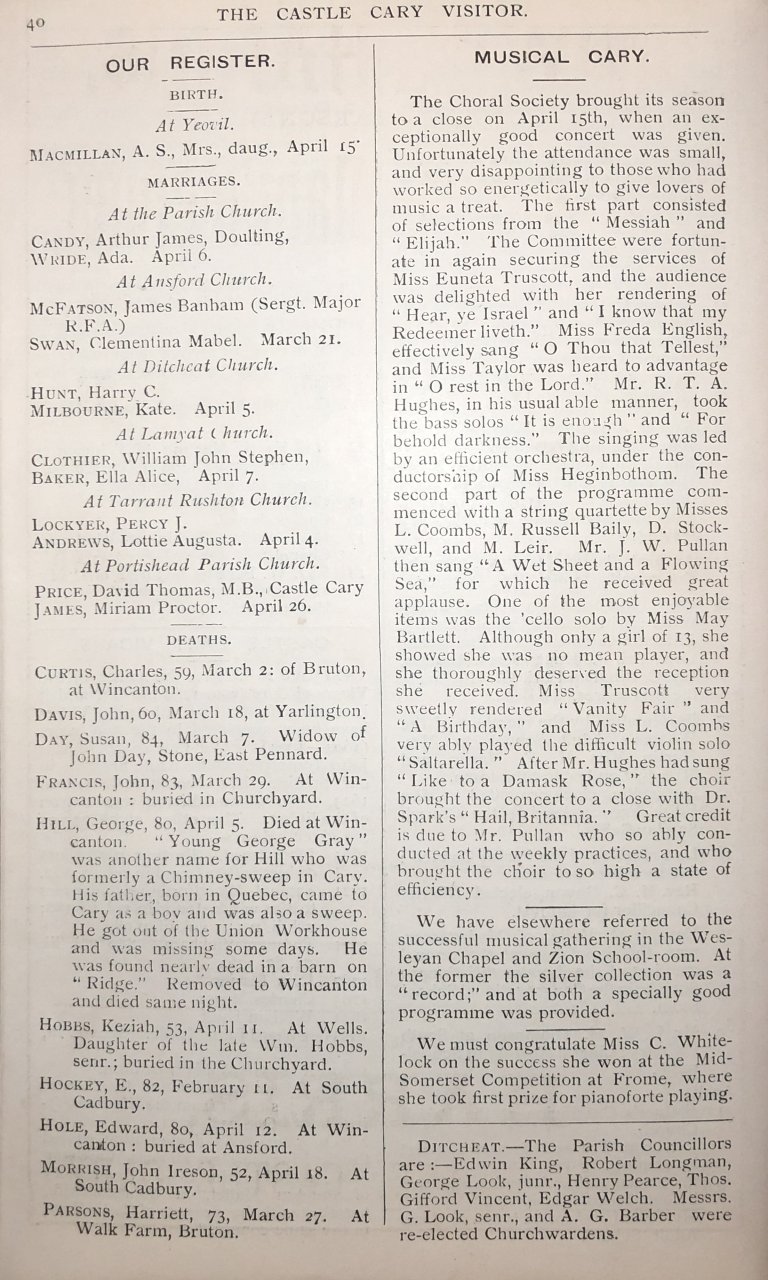 40
THE CASTLE CARY VISITOR.
OUR REGISTER.
BIRTH.
At Yeovil.
MACMILLAN, A. S., Mrs., daug., April 15.
MARRIAGES.
At the Parish Church.
CANDY, Arthur James, Doulting,
WRIDE, Ada. April 6.
At Ansford Church.
MCFATSON, James Banham (Sergt. Major
R.F.A.)
SWAN, Clementina Mabel. March 21.
At Ditcheat Church.
HUNT, Harry C.
MILBOURNE, Kate. April 5.
At Lamyat Church.
CLOTHIER, William John Stephen,
BAKER, Ella Alice, April 7.
At Tarrant Rushton Church.
LOCKYER, PERCY J.
ANDREWS, Lottie Augusta. April 4.
At Portishead Parish Church.
PRICE, David Thomas, M.B., Castle Cary
JAMES, Miriam Proctor. April 26.
DEATHS.
CURTIS, Charles, 59, March 2: of Bruton,
at Wincanton.
DAVIS, John, 60, March 18, at Yarlington.
DAY, Susan, 84, March 7. Widow of
John Day, Stone, East Pennard.
FRANCIS, John, 83, March 29. At Win-
canton : buried in Churchyard.
HILL, George, 80, April 5. Died at Win-
canton. "Young George Gray"
was another name for Hill who was
formerly a Chimney-sweep in Cary.
His father, born in Quebec, came to
Cary as a boy and was also a sweep.
He got out of the Union Workhouse
and was missing some days. He
was found nearly dead in a barn on
"Ridge." Removed to Wincanton
and died same night.
HOBBS, Keziah, 53, April 11. At Wells.
Daughter of the late Wm. Hobbs,
senr.; buried in the Churchyard.
HOCKEY, E., 82, February 11. At South
Cadbury.
HOLE, Edward, 80, April 12. At Win-
canton : buried at Ansford.
MORRISH, John Ireson, 52, April 18. At
South Cadbury.
PARSONS, Harriett, 73, March 27. At
Walk Farm, Bruton.
MUSICAL CARY.
The Choral Society brought its season
to a close on April 15th, when an ex-
ceptionally good concert was given.
Unfortunately the attendance was small,
and very disappointing to those who had
worked so energetically to give lovers of
music a treat. The first part consisted
of selections from the "Messiah" and
"Elijah." The Committee were fortun-
ate in again securing the services of
Miss Euneta Truscott, and the audience
was delighted with her rendering of
"Hear, ye Israel" and "I know that my
Redeemer liveth." Miss Freda English,
effectively sang "O Thou that Tellest,"
and Miss Taylor was heard to advantage
in "O rest in the Lord." Mr. R. T. A.
Hughes, in his usual able manner, took
the bass solos "It is enough" and "For
behold darkness." The singing was led
by an efficient orchestra, under the con-
ductorship of Miss Heginbothom. The
second part of the programme com-
menced with a string quartette by Misses
L. Coombs, M. Russell Baily, D. Stock-
well, and M. Leir. Mr. J. W. Pullan
then sang "A Wet Sheet and a Flowing
Sea," for which he received great
applause. One of the most enjoyable
items was the 'cello solo by Miss May
Bartlett. Although only a girl of 13, she
showed she was no mean player, and
she thoroughly deserved the reception
she received. Miss Truscott very
sweetly rendered "Vanity Fair" and
"A Birthday," and Miss L. Coombs
very ably played the difficult violin solo
"Saltarella." After Mr. Hughes had sung
"Like to a Damask Rose," the choir
brought the concert to a close with Dr.
Spark's "Hail, Britannia." Great credit
is due to Mr. Pullan who so ably con-
ducted at the weekly practices, and who
brought the choir to so high a state of
efficiency.
We have elsewhere referred to the
successful musical gathering in the Wes-
leyan Chapel and Zion School-room. At
the former the silver collection was a
"record;" and at both a specially good
programme was provided.
We must congratulate Miss C. White-
lock on the success she won at the Mid-
Somerset Competition at Frome, where
she took first prize for pianoforte playing.
DITCHEAT.—The Parish Councillors
are :—Edwin King, Robert Longman,
George Look, junr., Henry Pearce, Thos.
Gifford Vincent, Edgar Welch. Messrs.
G. Look, senr., and A. G. Barber were
re-elected Churchwardens.